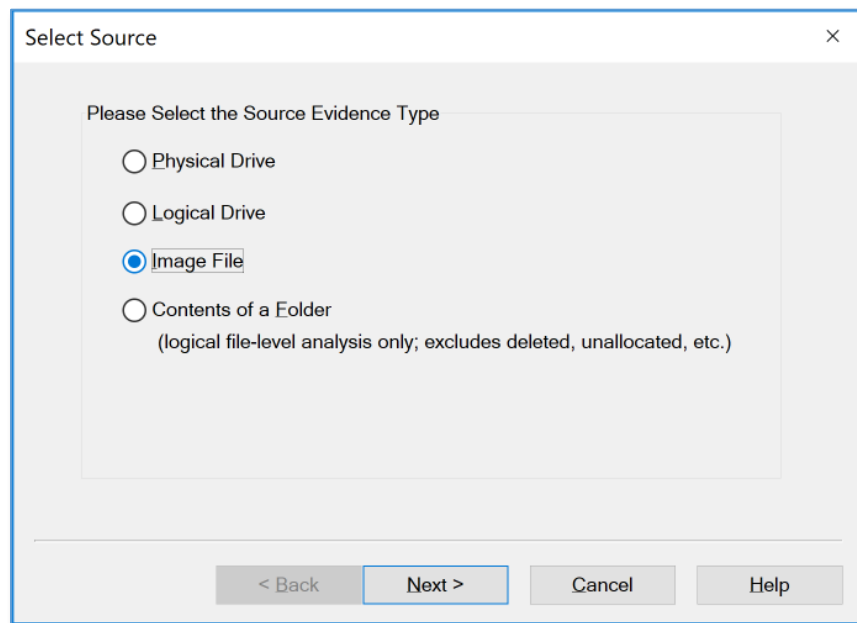 Select Source
Please Select the Source Evidence Type
Physical Drive
Logical Drive
Image File
Contents of a Folder
(logical file-level analysis only; excludes deleted, unallocated, etc.)
< Back Next > Cancel Help